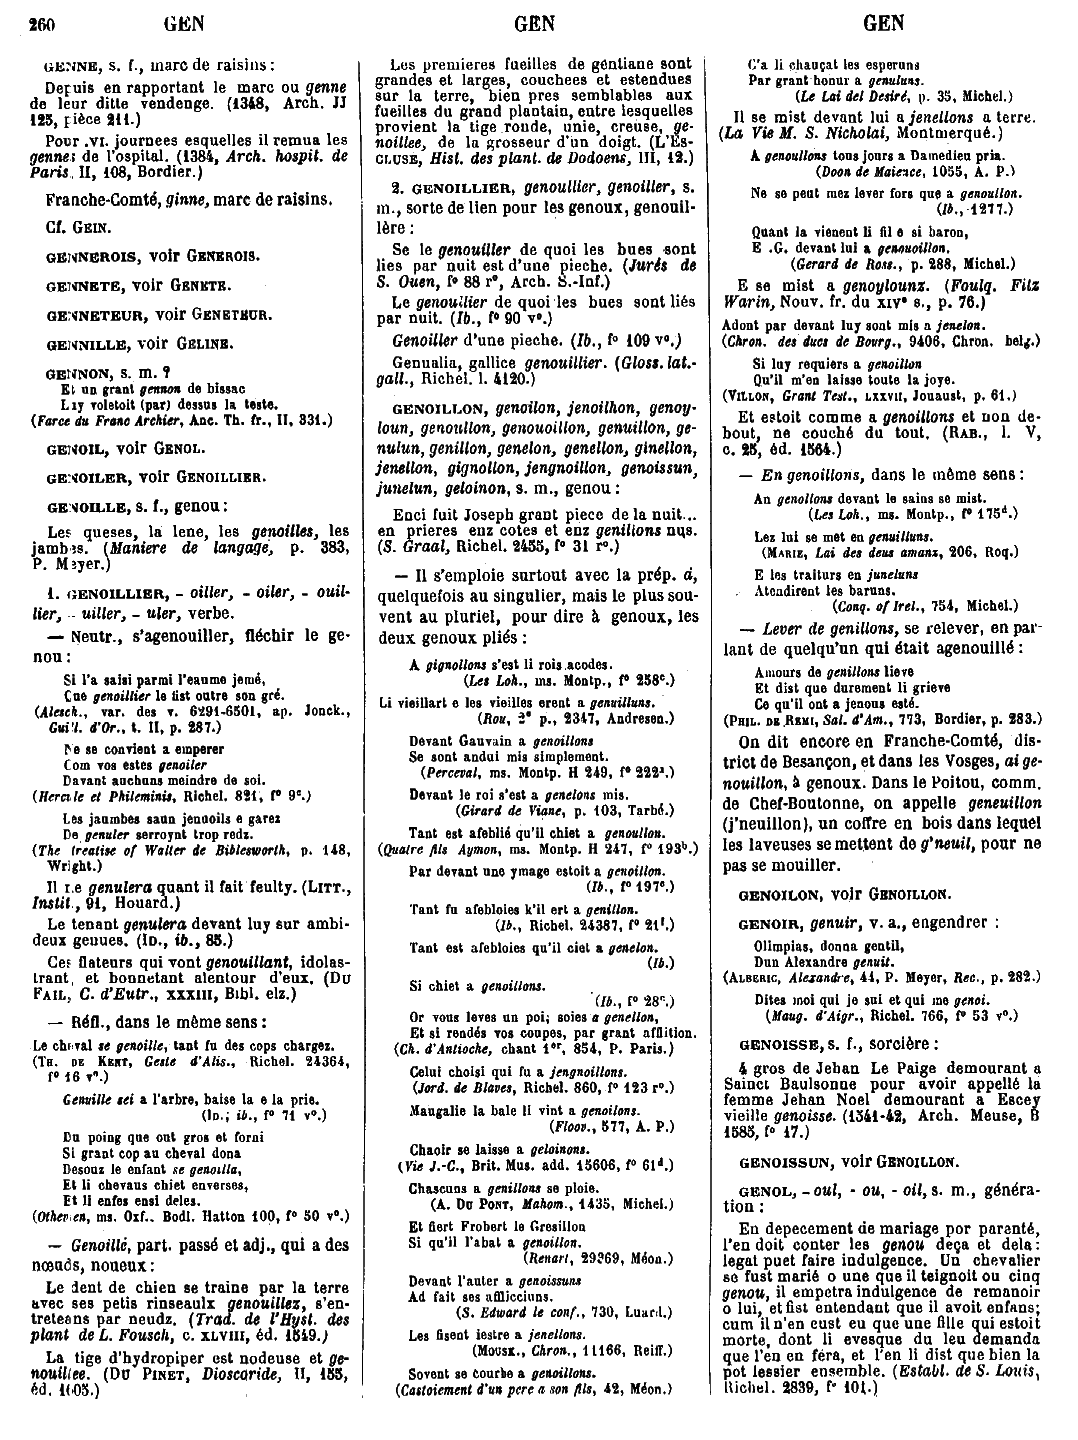 260 GEN GEN GEN
GENNE, s. f., marc de raisins :
Depuis en rapportant le marc ou genne
de leur ditte vendenge. (1348, Arch. JJ
125, pièce 211.)
Pour .VI. journees esquelles il remua les
gennes de l'ospital. (1384, Arch. hospit. de
Paris, II, 108, Bordier.)
Franche-Comté, ginne, marc de raisins.
Cf. GEIN.
GENNEROIS, voir GENEROIS.
GENNETE, voir GENETE.
GENNETEUR, voir GENETEUR.
GENNILLE, voir GELINE.
GENNON, s. m. ?
Et un grant gennon de bissac
Luy voletoit (par) dessus la teste.
(Farce du Franc Archier, Anc. Th. fr., II, 331.)
GENOIL, voir GENOL.
GENOILER, voir GENOILLIER.
GENOILLE, s. f., genou :
Les queses, la lene, les genoilles, les
jambes. (Maniere de langage, p. 383,
P. Meyer.)
1. GENOILLIER, - oiller, - oiler, - ouil-
lier, - uiller, - uler, verbe.
— Neutr., s'agenouiller, fléchir le ge-
nou :
Si l'a saisi parmi l'eaume jemé,
Que genoillier le fist outre son gré.
(Alesch., var. des v. 6291-6501, ap. Jonck.,
Guil. d'Or., t. II, p. 287.)
Ne se convient a emperer
Com vos estes genoiler
Davant auchuns meindre de soi.
(Hercule et Phileminis, Richel. 821, f° 9c.)
Les jaumbes saun jenuoils e garez
De genuler serroynt trop redz.
(The treatise of Walter de Biblesworth, p. 148,
Wright.)
Il ne genulera quant il fait feulty. (LITT.,
Instit., 91, Houard.)
Le tenant genulera devant luy sur ambi-
deux genues. (ID., ib., 85.)
Ces flateurs qui vont genouillant, idolas-
trant, et bonnetant alentour d'eux. (DU
FAIL, C. d'Eutr., XXXIII, Bibl. elz.)
— Réfl., dans le même sens :
Le cheval se genoille, tant fu des cops chargez.
(TH. DE KENT, Geste d'Alis., Richel. 24364,
f° 16 v°.)
Genuille sei a l'arbre, baise la e la prie.
(ID.; ib., f° 71 v°.)
Du poing que out gros et forni
Si grant cop au cheval dona
Desouz le enfant se genoilla,
Et li chevaus chiet enverses,
Et li enfes ensi deles.
(Othevien, ms. Oxf.. Bodl. Hatton 100, f° 50 v°.)
— Genoillé, part. passé et adj., qui a des
nœuds, noueux :
Le dent de chien se traine par la terre
avec ses petis rinseaulx genouillez, s'en-
treteans par neudz. (Trad. de l'Hyst. des
plant de L. Fousch, c. XLVIII, éd. 1549.)
La tige d'hydropiper est nodeuse et ge-
nouillee. (DU PINET, Dioscoride, II, 155,
éd. 1605.)
Les premieres fueilles de gentiane sont
grandes et larges, couchees et estendues
sur la terre, bien pres semblables aux
fueilles du grand plantain, entre lesquelles
provient la tige ronde, unie, creuse, ge-
noillee, de la grosseur d'un doigt. (L'ES-
CLUSE, Hist. des plant. de Dodoens, III, 12.)
2. GENOILLIER, genoullier, genoiller, s.
m., sorte de lien pour les genoux, genouil-
lère :
Se le genouiller de quoi les bues sont
lies par nuit est d'une pieche. (Jurés de
S. Ouen, f° 88 r°, Arch. S.-Inf.)
Le genouilier de quoi les bues sont liés
par nuit. (Ib., f° 90 v°.)
Genoiller d'une pieche. (Ib., f° 109 v°.)
Genualia, gallice genouillier. (Gloss. lat.-
gall., Richel. l. 4120.)
GENOILLON, genoilon, jenoilhon, genoy-
loun, genoullon, genouoillon, genuillon, ge-
nulun, genillon, genelon, genellon, ginellon,
jenellon, gignollon, jengnoillon, genoissun,
junelun, geloinon, s. m., genou :
Enci fuit Joseph grant piece de la nuit...
en prieres enz cotes et enz genillons nus.
(S. Graal, Richel. 2455, f° 31 r°.)
— Il s'emploie surtout avec la prép. à,
quelquefois au singulier, mais le plus sou-
vent au pluriel, pour dire à genoux, les
deux genoux pliés :
A gignollons s'est li rois acodes.
(Les Loh., ms. Montp., f° 258c.)
Li vieillart e les vieilles erent a genuilluns.
(Rou, 2e p., 2347, Andresen.)
Devant Gauvain a genoillons
Se sont andui mis simplement.
(Perceval, ms. Montp. H 249, f° 222a.)
Devant le roi s'est a genelons mis.
(Girard de Viane, p. 103, Tarbé.)
Tant est afeblié qu'il chiet a genoullon.
(Quatre fils Aymon, ms. Montp. H 247, f° 193b.)
Par devant une ymage estoit a genoillon.
(Ib., f° 197c.)
Tant fu afebloies k'il ert a genillon.
(Ib., Richel. 24387, f° 21f.)
Tant est afebloies qu'il ciet a genelon.
(Ib.)
Si chiet a genoillons.
(Ib., f° 28c.)
Or vous leves un poi; soies a genellon,
Et si rendés vos coupes, par grant affliction.
(Ch. d'Antioche, chant 1er, 854, P. Paris.)
Celui choisi qui fu a jengnoillons.
(Jord. de Blaves, Richel. 860, f° 123 r°.)
Maugalie la bale li vint a genoilons.
(Floov., 577, A. P.)
Chaoir se laisse a geloinons.
(Vie J.-C., Brit. Mus. add. 15606, f° 61d.)
Chascuns a genillons se ploie.
(A. DU PONT, Mahom., 1435, Michel.)
Et fiert Frobert le Gresillon
Si qu'il l'abat a genoillon.
(Renart, 29369, Méon.)
Devant l'auter a genoissuns
Ad fait ses afflicciuns.
(S. Edward le conf., 730, Luard.)
Les fisent iestre a jenellons.
(MOUSK., Chron., 11166, Reiff.)
Sovent se courbe a genoillons.
(Castoiement d'un pere a son fils, 42, Méon.)
C'a li chauçat les esperuns
Par grant honur a genuluns.
(Le Lai del Desiré, p. 35, Michel.)
Il se mist devant lui a jenellons a terre.
(La Vie M. S. Nicholai, Montmerqué.)
A genoullons tous jours a Damedieu pria.
(Doon de Maience, 1055, A. P.)
Ne se peut mez lever fors que a genoullon.
(Ib., 1277.)
Quant la vienent li fil e si baron,
E .G. devant lui a genouoillon.
(Gerard de Ross., p. 288, Michel.)
E se mist a genoylounz. (Foulq. Fitz
Warin, Nouv. fr. du XIVe s., p. 76.)
Adont par devant luy sont mis a jenelon.
(Chron. des ducs de Bourg., 9406, Chron. belg.)
Si luy requiers a genoillon
Qu'il m'en laisse toute la joye.
(VILLON, Grant Test., LXXVII, Jouaust, p. 61.)
Et estoit comme a genoillons et non de-
bout, ne couché du tout. (RAB., l. V,
c. 25, éd. 1564.)
— En genoillons, dans le même sens :
An genollons devant le sains se mist.
(Les Loh., ms. Montp., f° 175d.)
Lez lui se met en genuilluns.
(MARIE, Lai des deus amanz, 206, Roq.)
E les traiturs en juneluns
Atendirent les baruns.
(Conq. of Irel., 754, Michel.)
— Lever de genillons, se relever, en par-
lant de quelqu'un qui était agenouillé :
Amours de genillons lieve
Et dist que durement li grieve
Ce qu'il ont a jenous esté.
(PHIL. DE REMI, Sal. d'Am., 773, Bordier, p. 283.)
On dit encore en Franche-Comté, dis-
trict de Besançon, et dans les Vosges, ai ge-
nouillon, à genoux. Dans le Poitou, comm.
de Chef-Boutonne, on appelle geneuillon
(j'neuillon), un coffre en bois dans lequel
les laveuses se mettent de g'neuil, pour ne
pas se mouiller.
GENOILON, voir GENOILLON.
GENOIR, genuir, v. a., engendrer :
Olimpias, donna gentil,
Dun Alexandre genuit.
(ALBERIC, Alexandre, 44, P. Meyer, Rec., p. 282.)
Dites moi qui je sui et qui me genoi.
(Maug. d'Aigr., Richel. 766, f° 53 v°.)
GENOISSE, s. f., sorcière :
4 gros de Jehan Le Paige demourant a
Sainct Baulsonne pour avoir appellé la
femme Jehan Noel demourant a Escey
vieille genoisse. (1541-42, Arch. Meuse, B
1585, f° 17.)
GENOISSUN, voir GENOILLON.
GENOL, - oul, - ou, - oil, s. m., généra-
tion :
En depecement de mariage por parenté,
l'en doit conter les genou deça et dela :
legat puet faire indulgence. Un chevalier
se fust marié o une que il teignoit ou cinq
genou, il empetra indulgence de remanoir
o lui, et fist entendant que il avoit enfans;
cum il n'en eust eu que une fille qui estoit
morte, dont li evesque du leu demanda
que l'en en fera, et l'en li dist que bien la
pot lessier ensemble. (Establ. de S. Louis,
Richel. 2839, f° 101.)